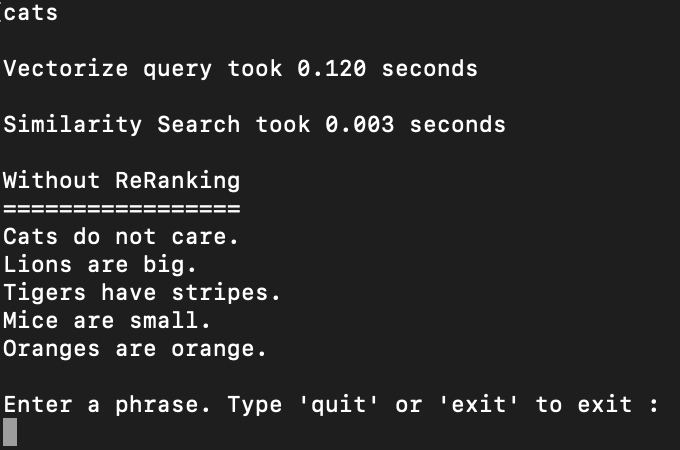 cats
Vectorize query took 0.120 seconds
Similarity Search took 0.003 seconds
Without ReRanking
=================
Cats do not care.
Lions are big.
Tigers have stripes.
Mice are small.
Oranges are orange.
Enter a phrase. Type 'quit' or 'exit' to exit :